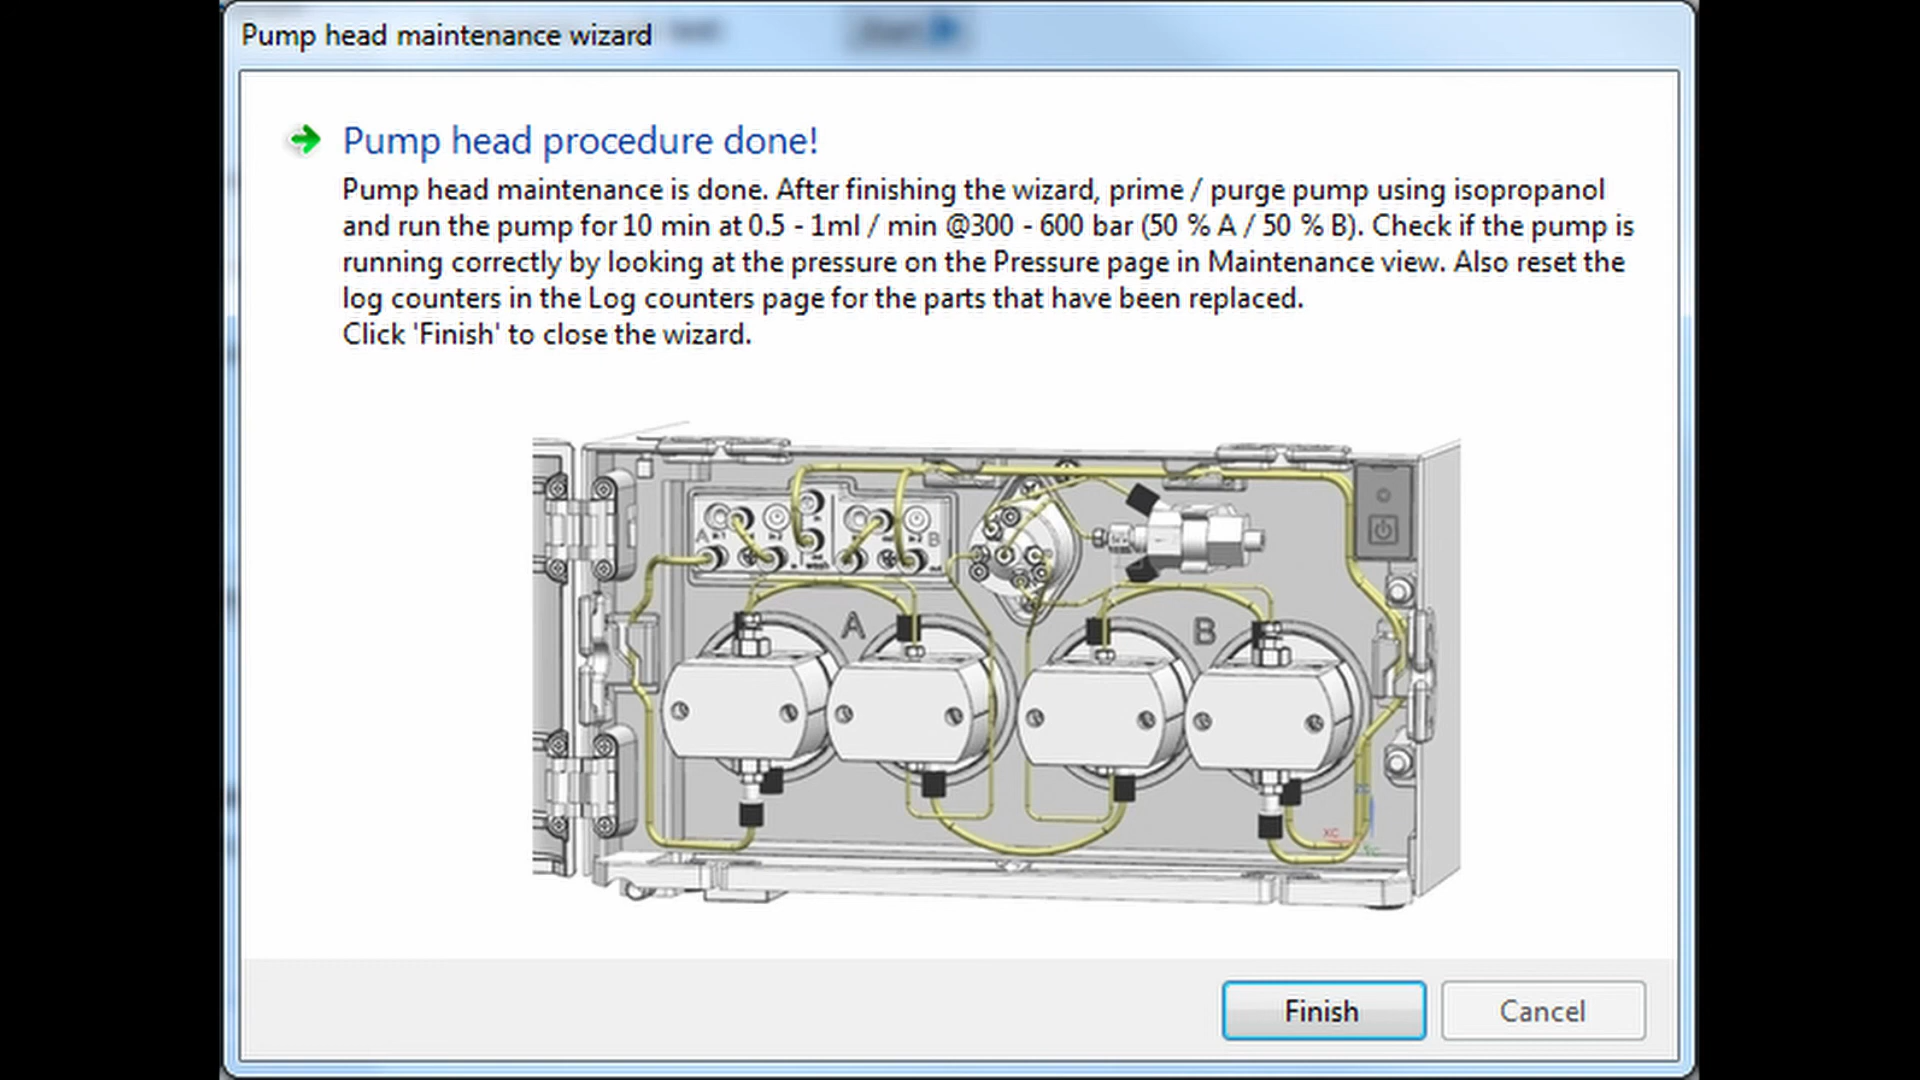 Pump head maintenance wizard
Pump head procedure done!
Pump head maintenance is done. After finishing the wizard, prime / purge pump using isopropanol
and run the pump for 10 min at 0.5 - 1ml / min @300 - 600 bar (50 % A / 50 % B). Check if the pump is
running correctly by looking at the pressure on the Pressure page in Maintenance view. Also reset the
log counters in the Log counters page for the parts that have been replaced.
Click 'Finish' to close the wizard.
A
B
A
B
XC
Finish
Cancel